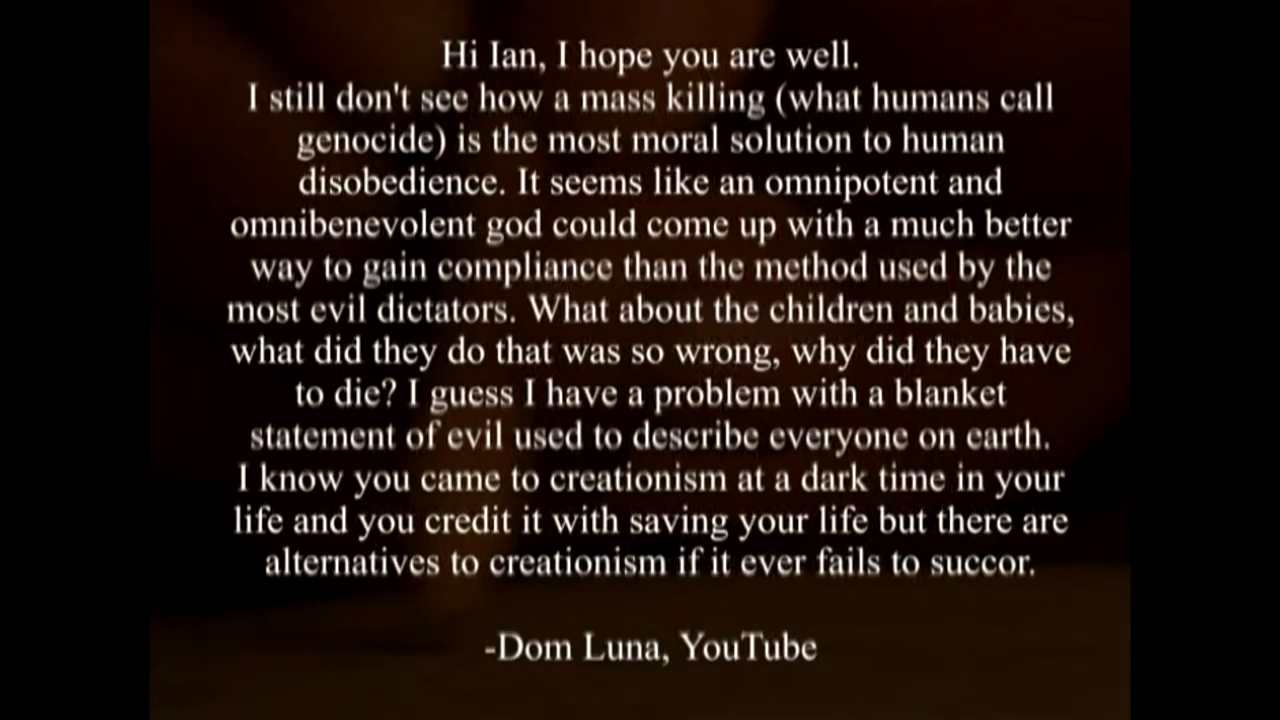 Hi Ian, I hope you are well.
I still don't see how a mass killing (what humans call
genocide) is the most moral solution to human
disobedience. It seems like an omnipotent and
omnibenevolent god could come up with a much better
way to gain compliance than the method used by the
most evil dictators. What about the children and babies,
what did they do that was so wrong, why did they have
to die? I guess I have a problem with a blanket
statement of evil used to describe everyone on earth.
I know you came to creationism at a dark time in your
life and you credit it with saving your life but there are
alternatives to creationism if it ever fails to succor.
-Dom Luna, YouTube